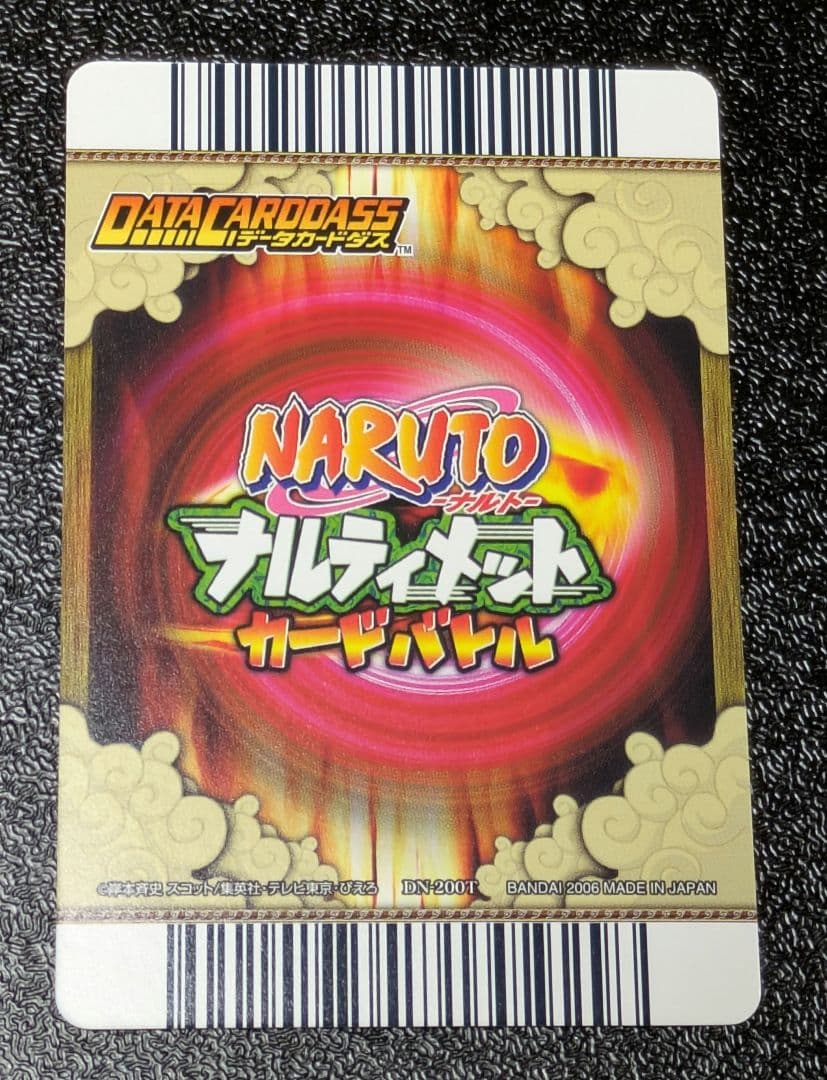 DATA CARDDASS
データカードダス TM
NARUTO
-ナルト-
ナルティメット
カードバトル
©岸本斉史 スコット/集英社・テレビ東京・ぴえろ DN-200T BANDAI 2006 MADE IN JAPAN